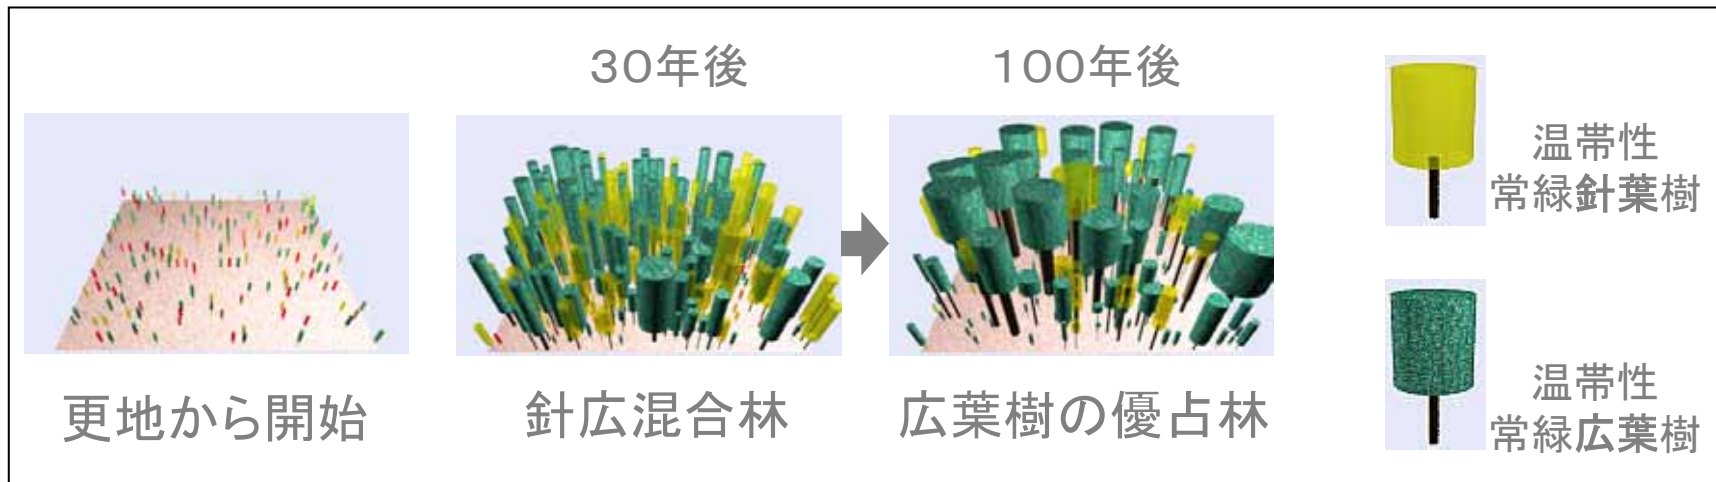 30年後
100年後
更地から開始
針広混合林
広葉樹の優占林
温帯性
常緑針葉樹
温帯性
常緑広葉樹